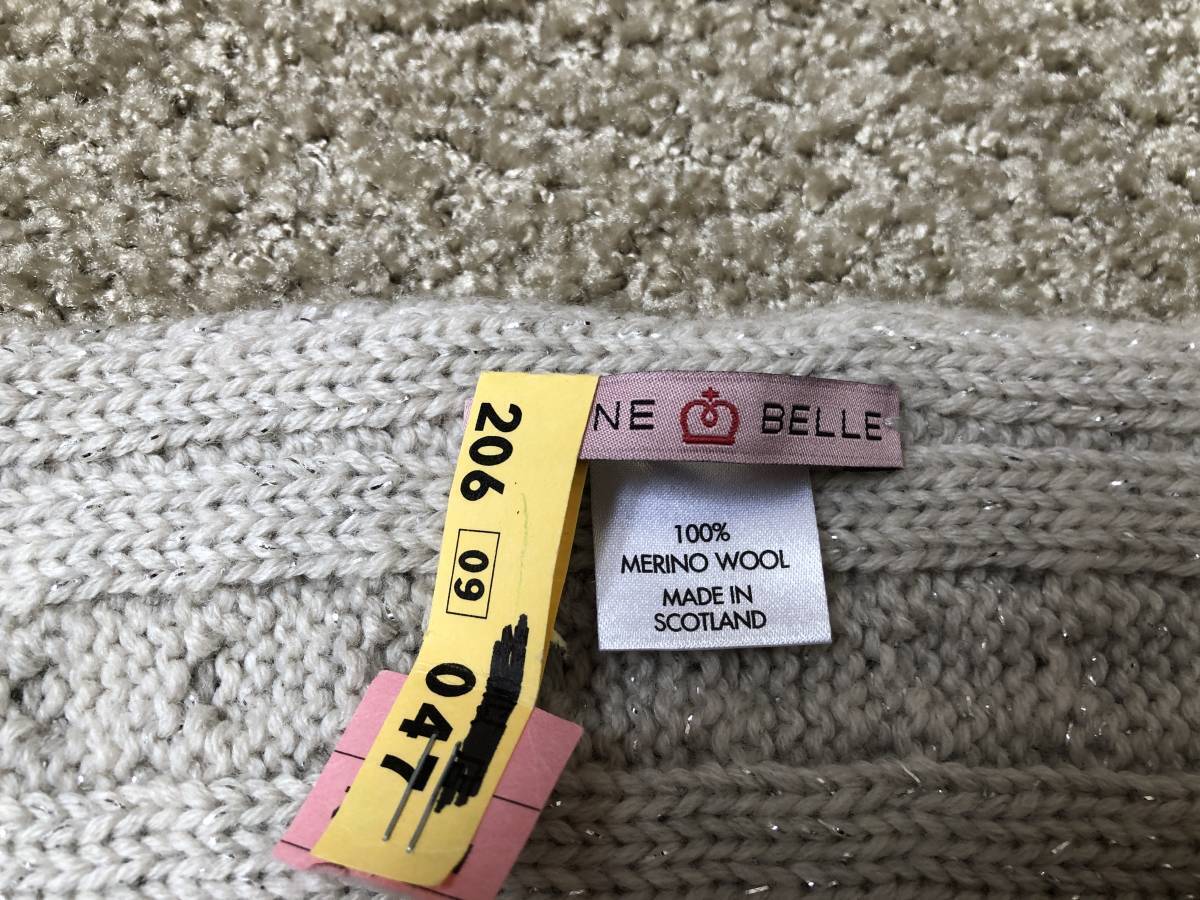 NE BELLE
100%
MERINO WOOL
MADE IN
SCOTLAND
206
09
047